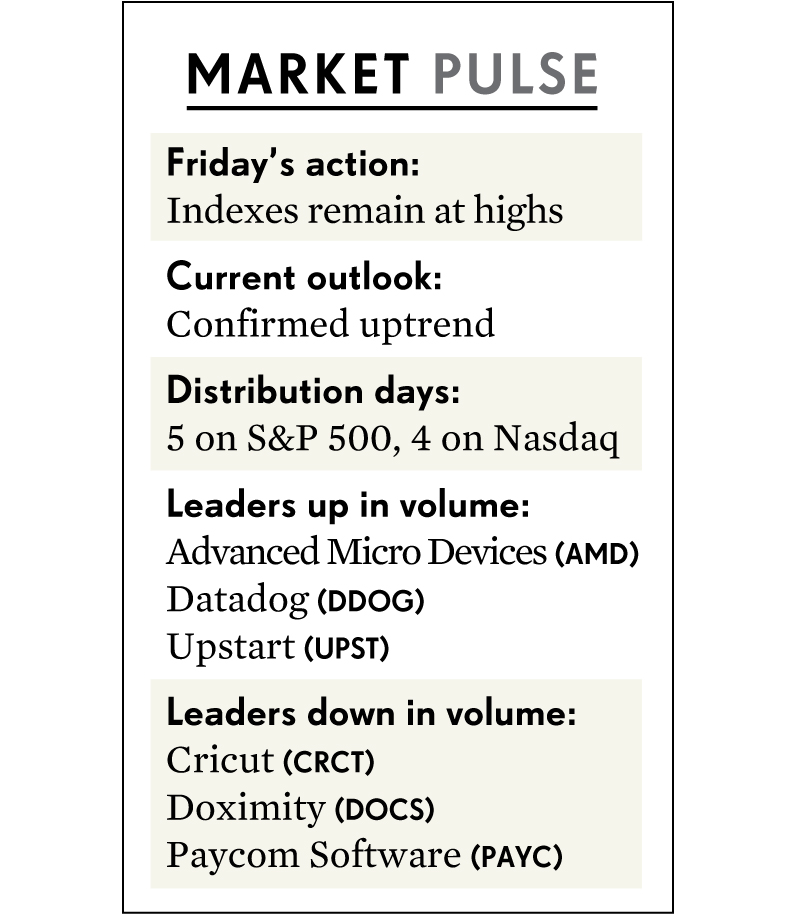 MARKET PULSE
Friday’s action:
Indexes remain at highs
Current outlook:
Confirmed uptrend
Distribution days:
5 on S&P 500, 4 on Nasdaq
Leaders up in volume:
Advanced Micro Devices (AMD)
Datadog (DDOG)
Upstart (UPST)
Leaders down in volume:
Cricut (CRCT)
Doximity (DOCS)
Paycom Software (PAYC)